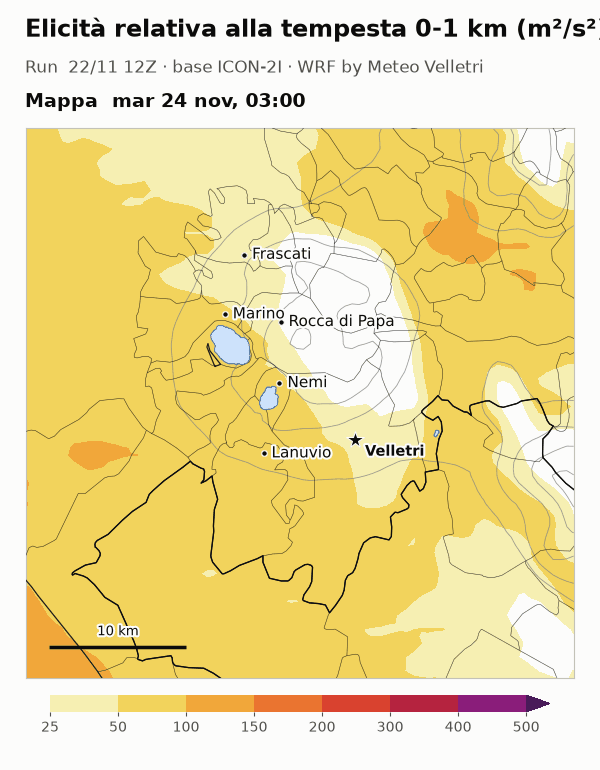 Elicità relativa alla tempesta 0-1 km (m²/s²)
Run  22/11 12Z · base ICON-2I · WRF by Meteo Velletri
Mappa  mar 24 nov, 03:00
Frascati
Marino
Rocca di Papa
Nemi
Velletri
Lanuvio
10 km
25 50 100 150 200 300 400 500